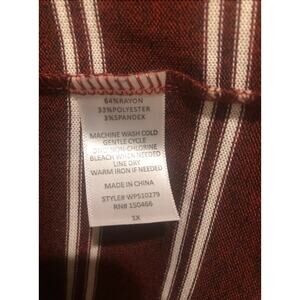 64%RAYON
33%POLYESTER
3%SPANDEX
MACHINE WASH COLD
GENTLE CYCLE
ONLY NON-CHLORINE
BLEACH WHEN NEEDED
LINE DRY
WARM IRON IF NEEDED
MADE IN CHINA
STYLE# WP510279
RN# 150466
1X